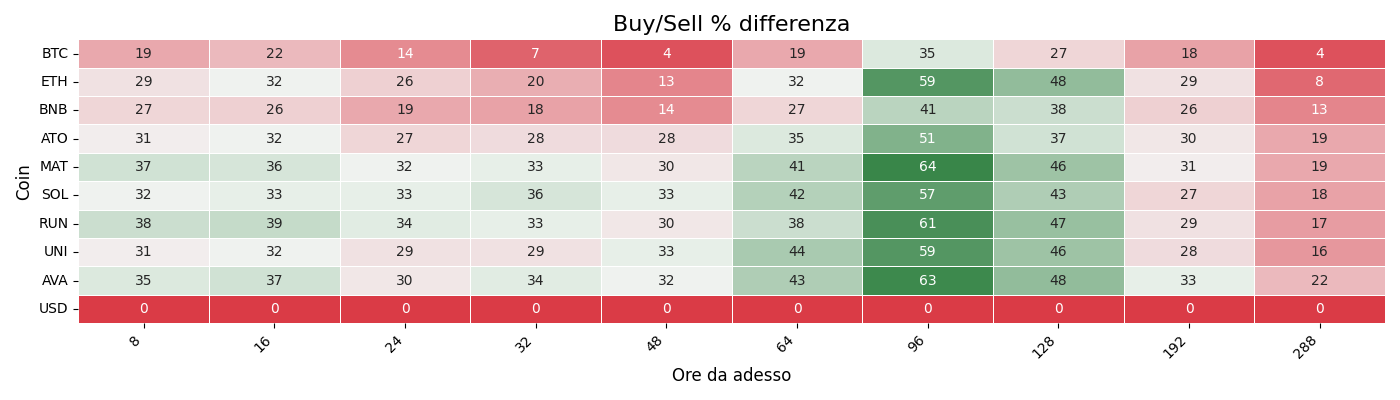 Buy/Sell % differenza
Coin
BTC 19 22 14 7 4 19 35 27 18 4
ETH 29 32 26 20 13 32 59 48 29 8
BNB 27 26 19 18 14 27 41 38 26 13
ATO 31 32 27 28 28 35 51 37 30 19
MAT 37 36 32 33 30 41 64 46 31 19
SOL 32 33 33 36 33 42 57 43 27 18
RUN 38 39 34 33 30 38 61 47 29 17
UNI 31 32 29 29 33 44 59 46 28 16
AVA 35 37 30 34 32 43 63 48 33 22
USD 0 0 0 0 0 0 0 0 0 0
8 16 24 32 48 64 96 128 192 288
Ore da adesso